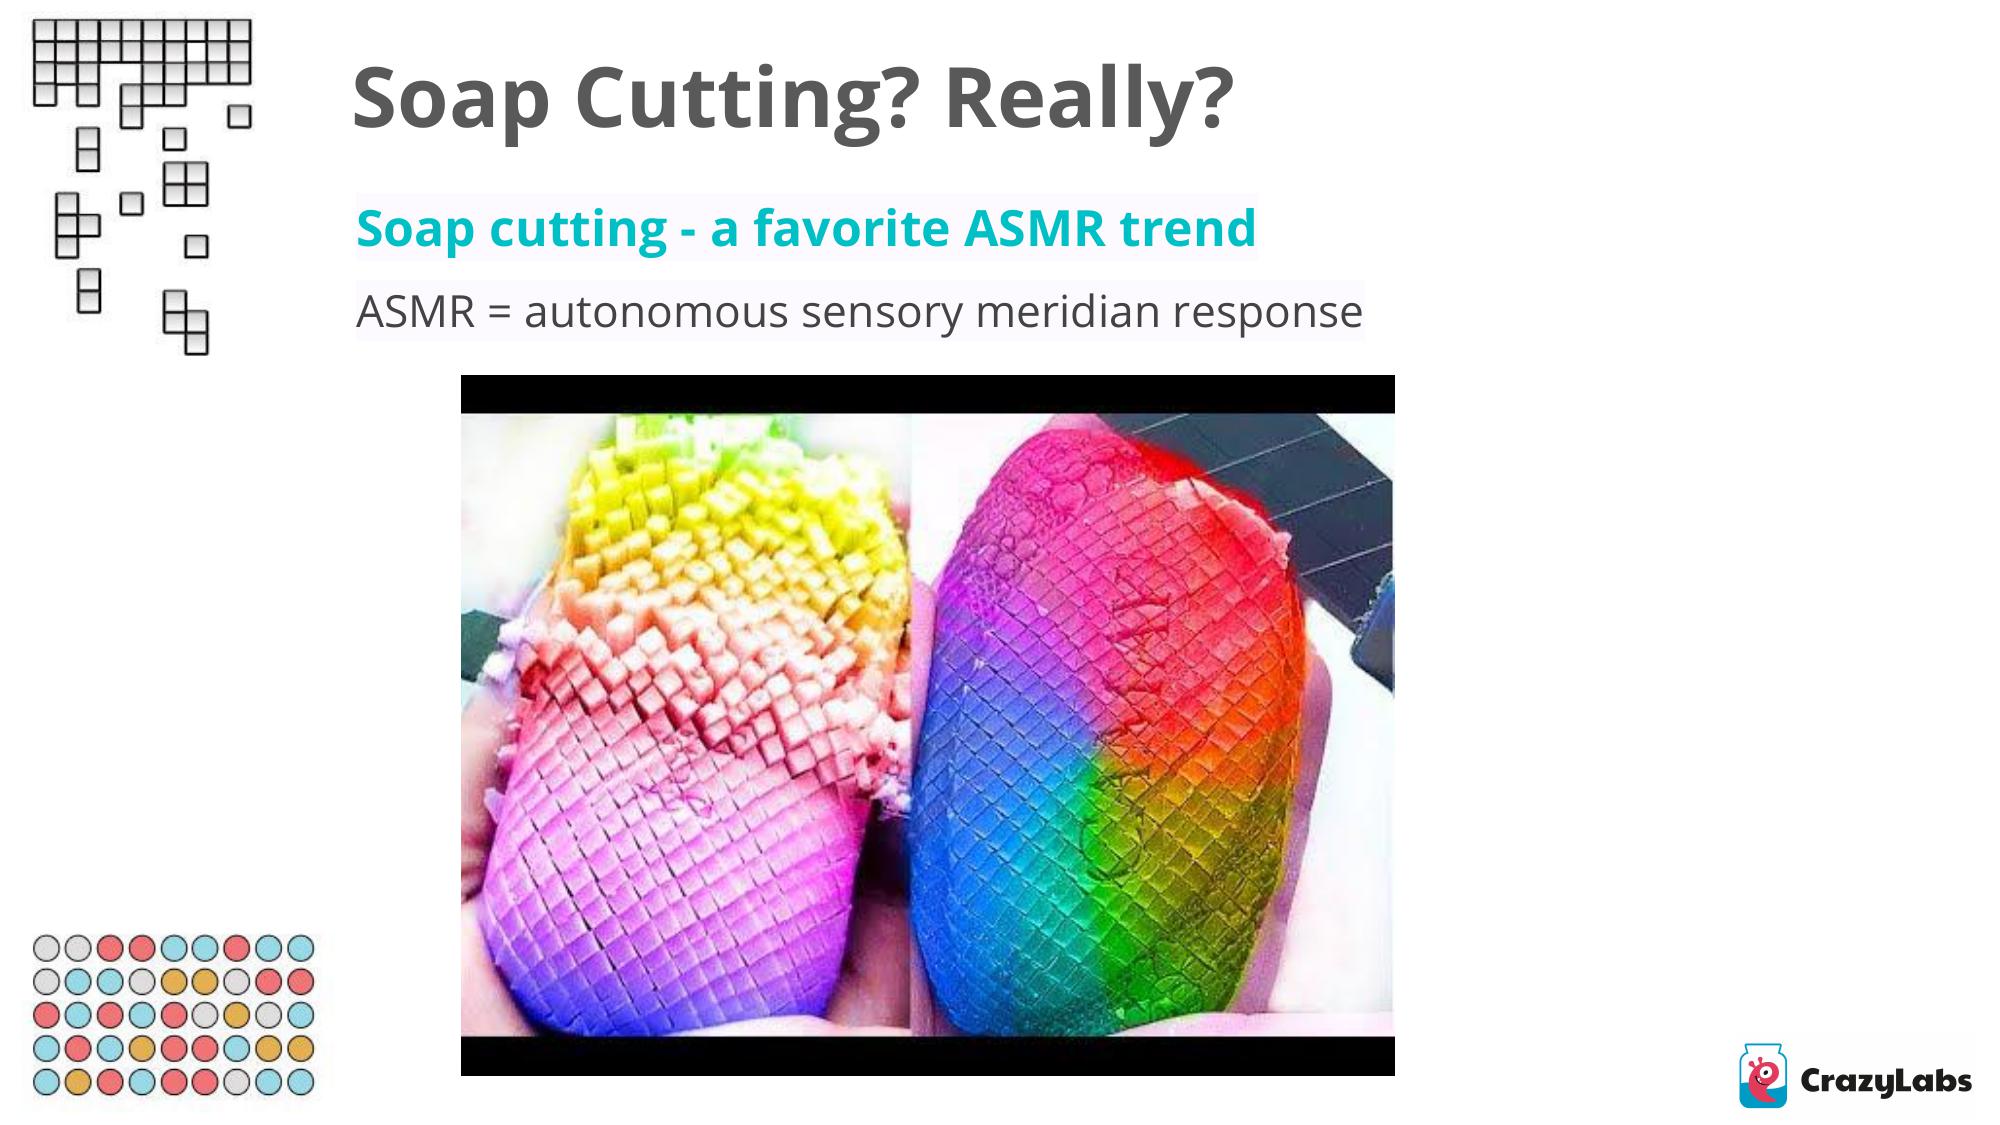 Soap Cutting? Really?
Soap cutting - a favorite ASMR trend
ASMR = autonomous sensory meridian response
CrazyLabs